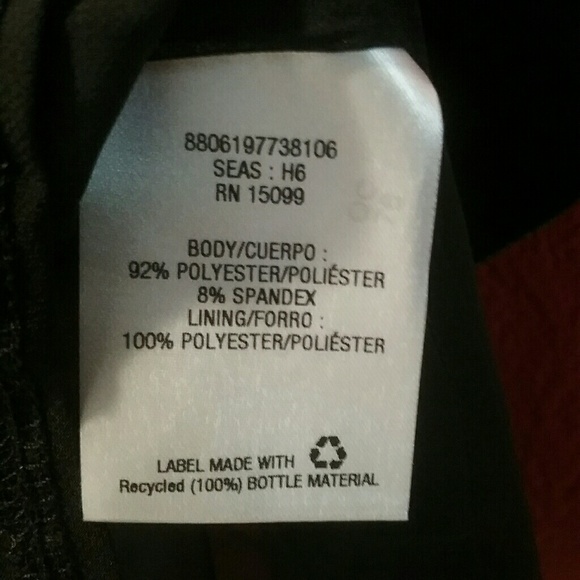 8806197738106
SEAS : H6
RN 15099
BODY/CUERPO :
92% POLYESTER/POLIÉSTER
8% SPANDEX
LINING/FORRO :
100% POLYESTER/POLIÉSTER
LABEL MADE WITH
Recycled (100%) BOTTLE MATERIAL